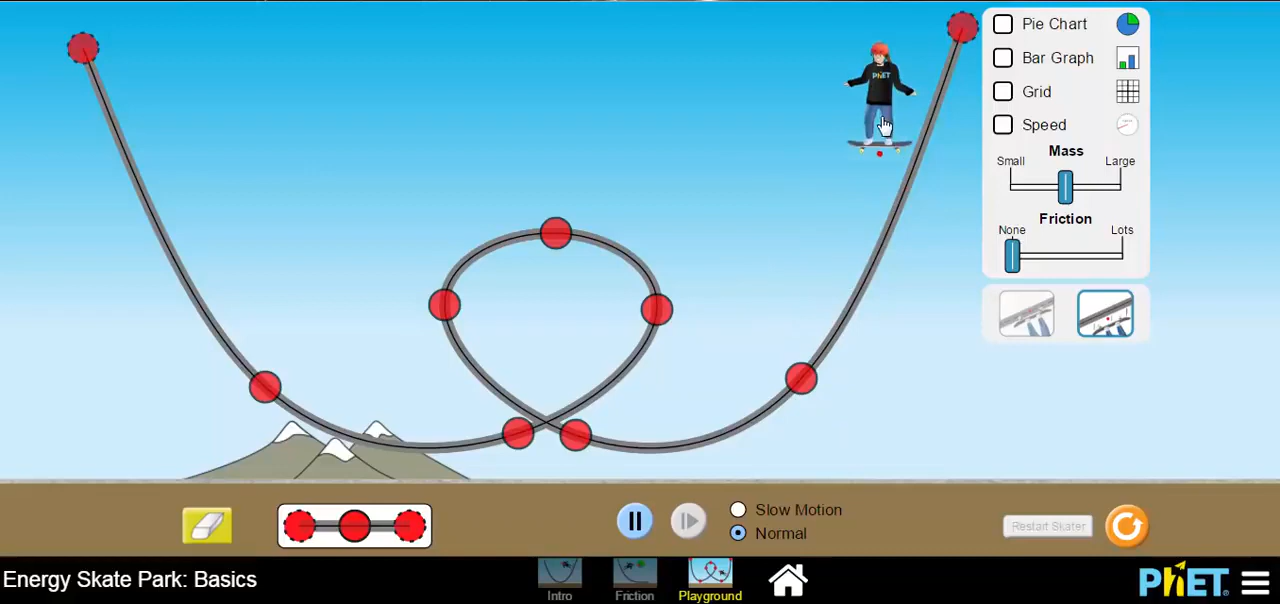 Pie Chart
Bar Graph
Grid
Speed
Mass
Small
Large
Friction
None
Lots
PhET
Slow Motion
Normal
Restart Skater
Energy Skate Park: Basics
Intro
Friction
Playground
PhET